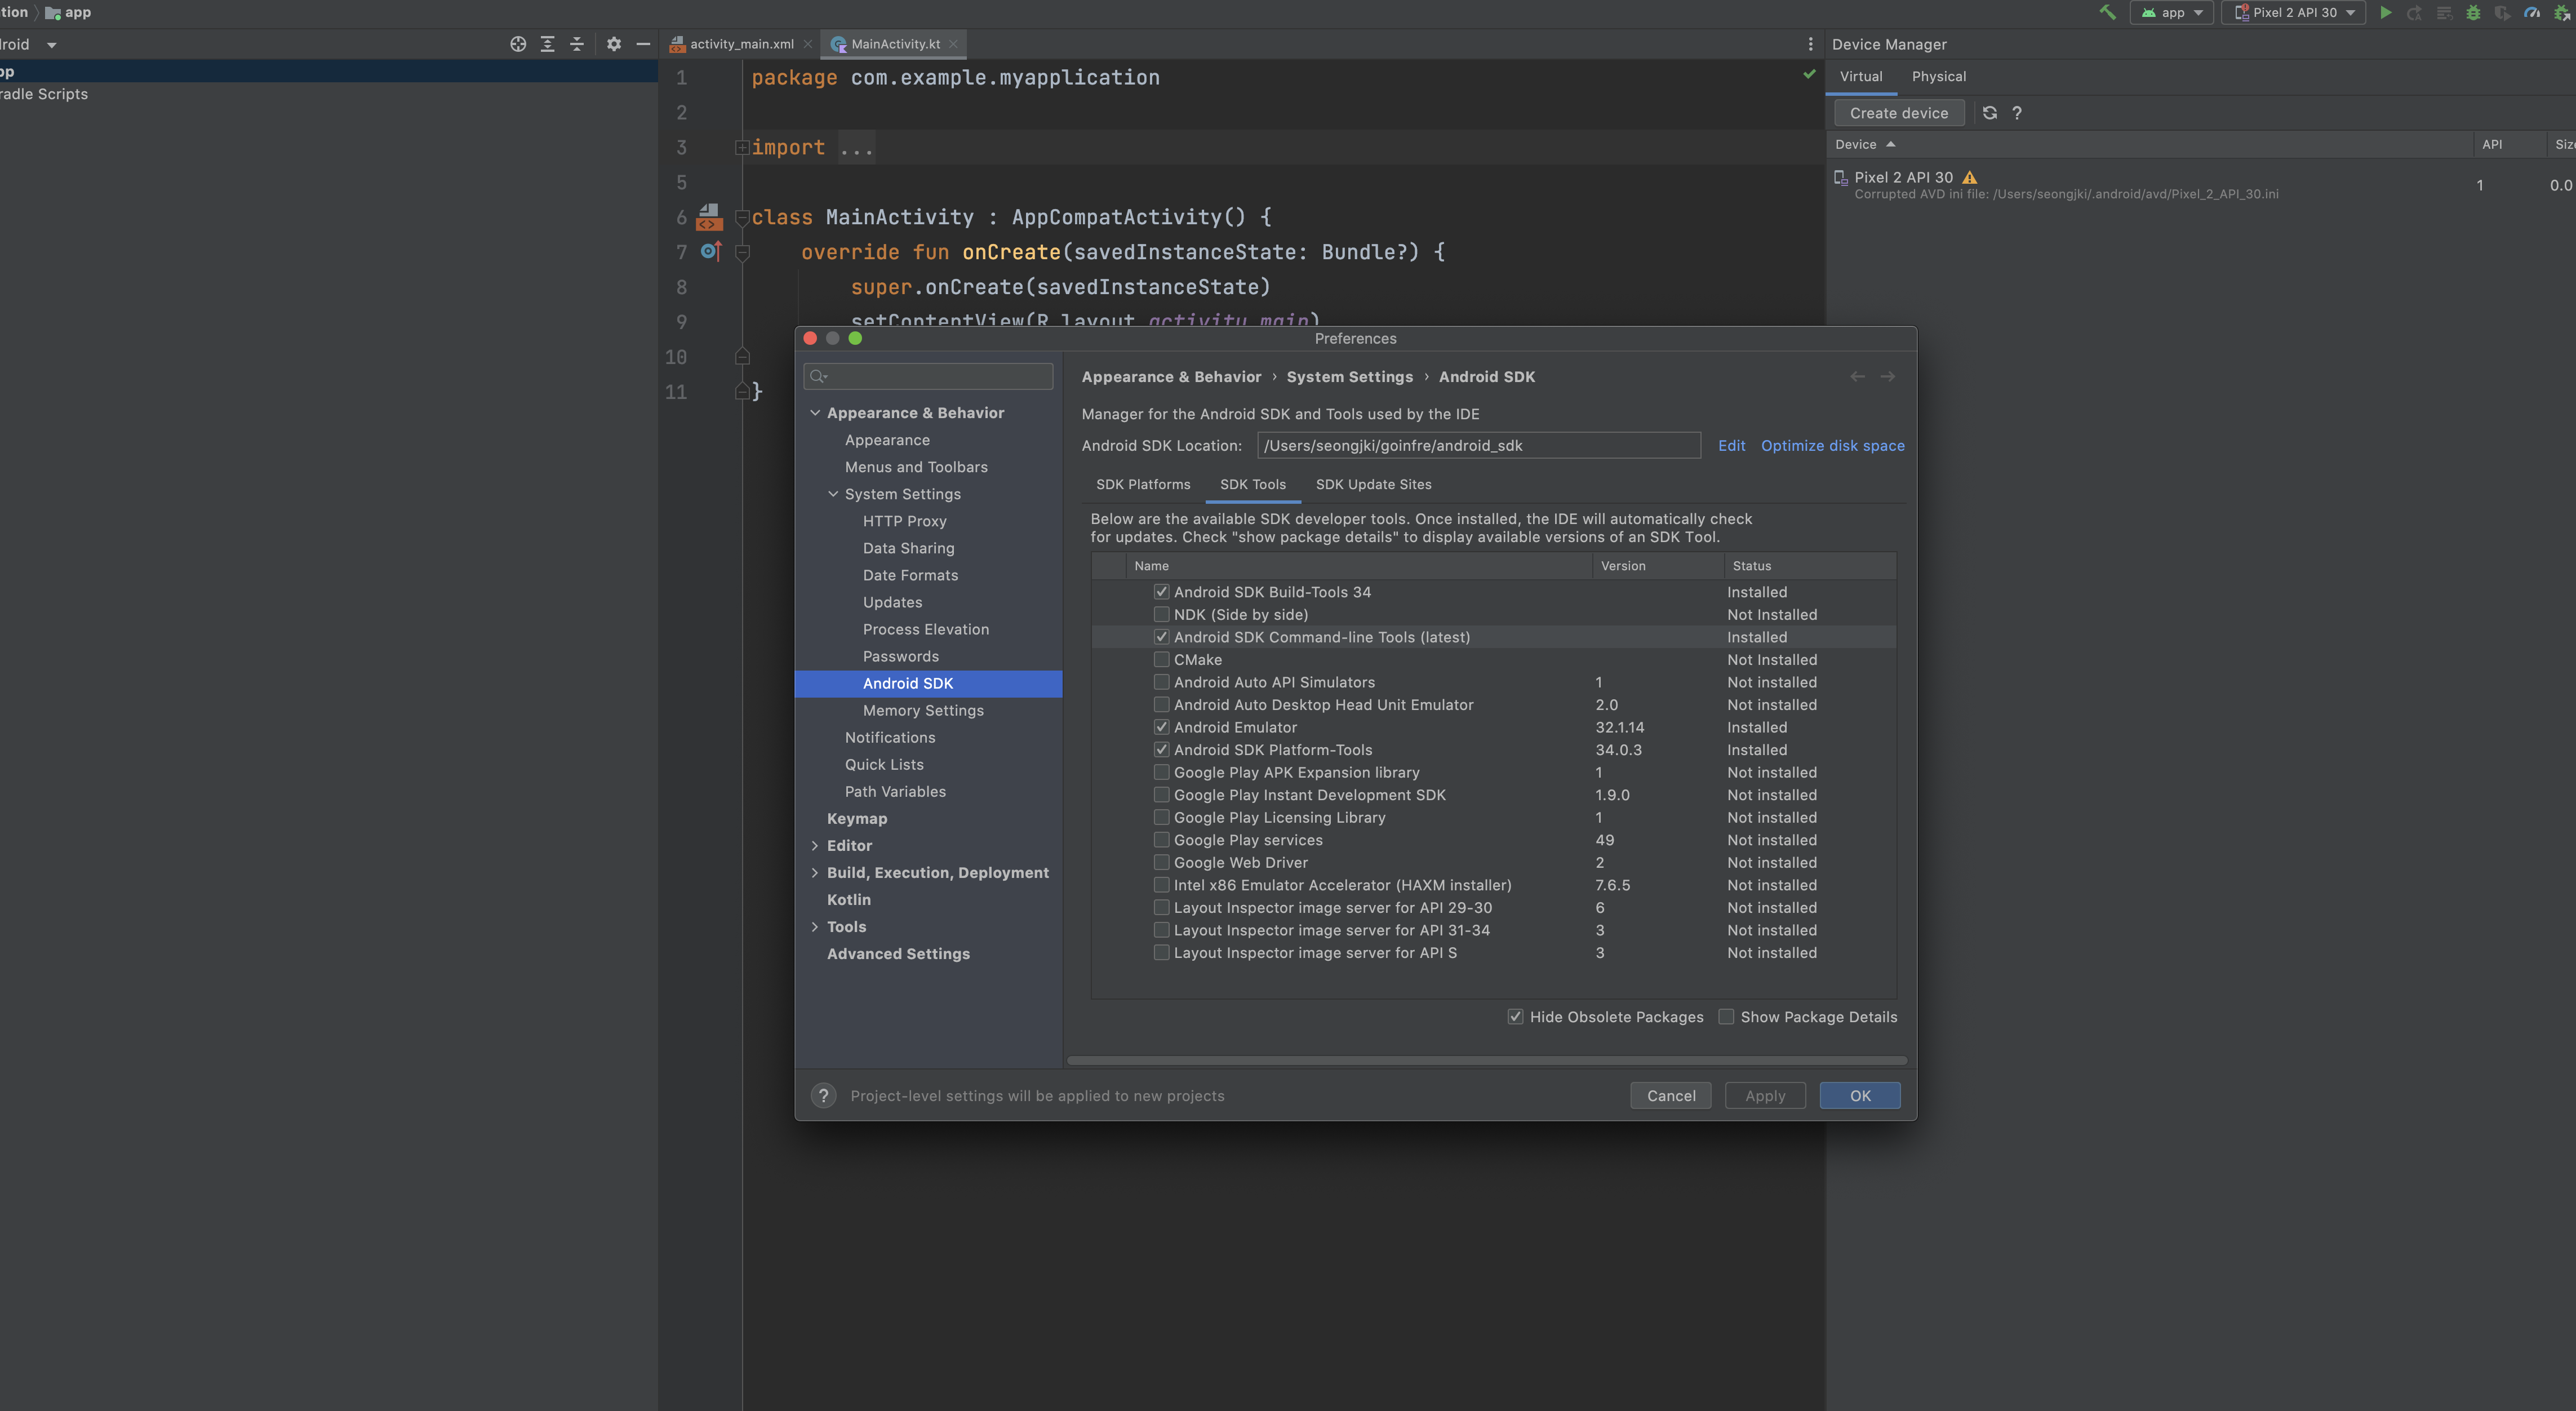 tion
app
app
Pixel 2 API 30
roid
activity_main.xml
MainActivity.kt
Device Manager
pp
radle Scripts
Virtual
Physical
Create device
?
Device
API
Siz
Pixel 2 API 30
Corrupted AVD ini file: /Users/seongjki/.android/avd/Pixel_2_API_30.ini
1
0.0
1 package com.example.myapplication
2
3 import ...
5
6 class MainActivity : AppCompatActivity() {
7 override fun onCreate(savedInstanceState: Bundle?) {
8 super.onCreate(savedInstanceState)
9 setContentView(R.layout.activity_main)
10
11 }
Preferences
Appearance & Behavior
Appearance
Menus and Toolbars
System Settings
HTTP Proxy
Data Sharing
Date Formats
Updates
Process Elevation
Passwords
Android SDK
Memory Settings
Notifications
Quick Lists
Path Variables
Keymap
Editor
Build, Execution, Deployment
Kotlin
Tools
Advanced Settings
Appearance & Behavior › System Settings › Android SDK
Manager for the Android SDK and Tools used by the IDE
Android SDK Location: /Users/seongjki/goinfre/android_sdk Edit Optimize disk space
SDK Platforms SDK Tools SDK Update Sites
Below are the available SDK developer tools. Once installed, the IDE will automatically check
for updates. Check "show package details" to display available versions of an SDK Tool.
Name Version Status
Android SDK Build-Tools 34 Installed
NDK (Side by side) Not Installed
Android SDK Command-line Tools (latest) Installed
CMake Not Installed
Android Auto API Simulators 1 Not installed
Android Auto Desktop Head Unit Emulator 2.0 Not installed
Android Emulator 32.1.14 Installed
Android SDK Platform-Tools 34.0.3 Installed
Google Play APK Expansion library 1 Not installed
Google Play Instant Development SDK 1.9.0 Not installed
Google Play Licensing Library 1 Not installed
Google Play services 49 Not installed
Google Web Driver 2 Not installed
Intel x86 Emulator Accelerator (HAXM installer) 7.6.5 Not installed
Layout Inspector image server for API 29-30 6 Not installed
Layout Inspector image server for API 31-34 3 Not installed
Layout Inspector image server for API S 3 Not installed
Hide Obsolete Packages Show Package Details
? Project-level settings will be applied to new projects
Cancel Apply OK